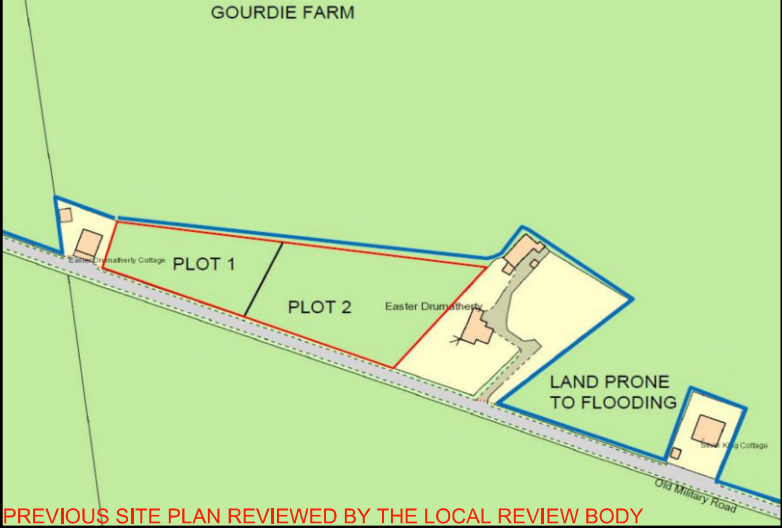 GOURDIE FARM
Easter Drumatherty Cottage
PLOT 1
PLOT 2
Easter Drumatherty
LAND PRONE
TO FLOODING
Silver King Cottage
Old Military Road
PREVIOUS SITE PLAN REVIEWED BY THE LOCAL REVIEW BODY